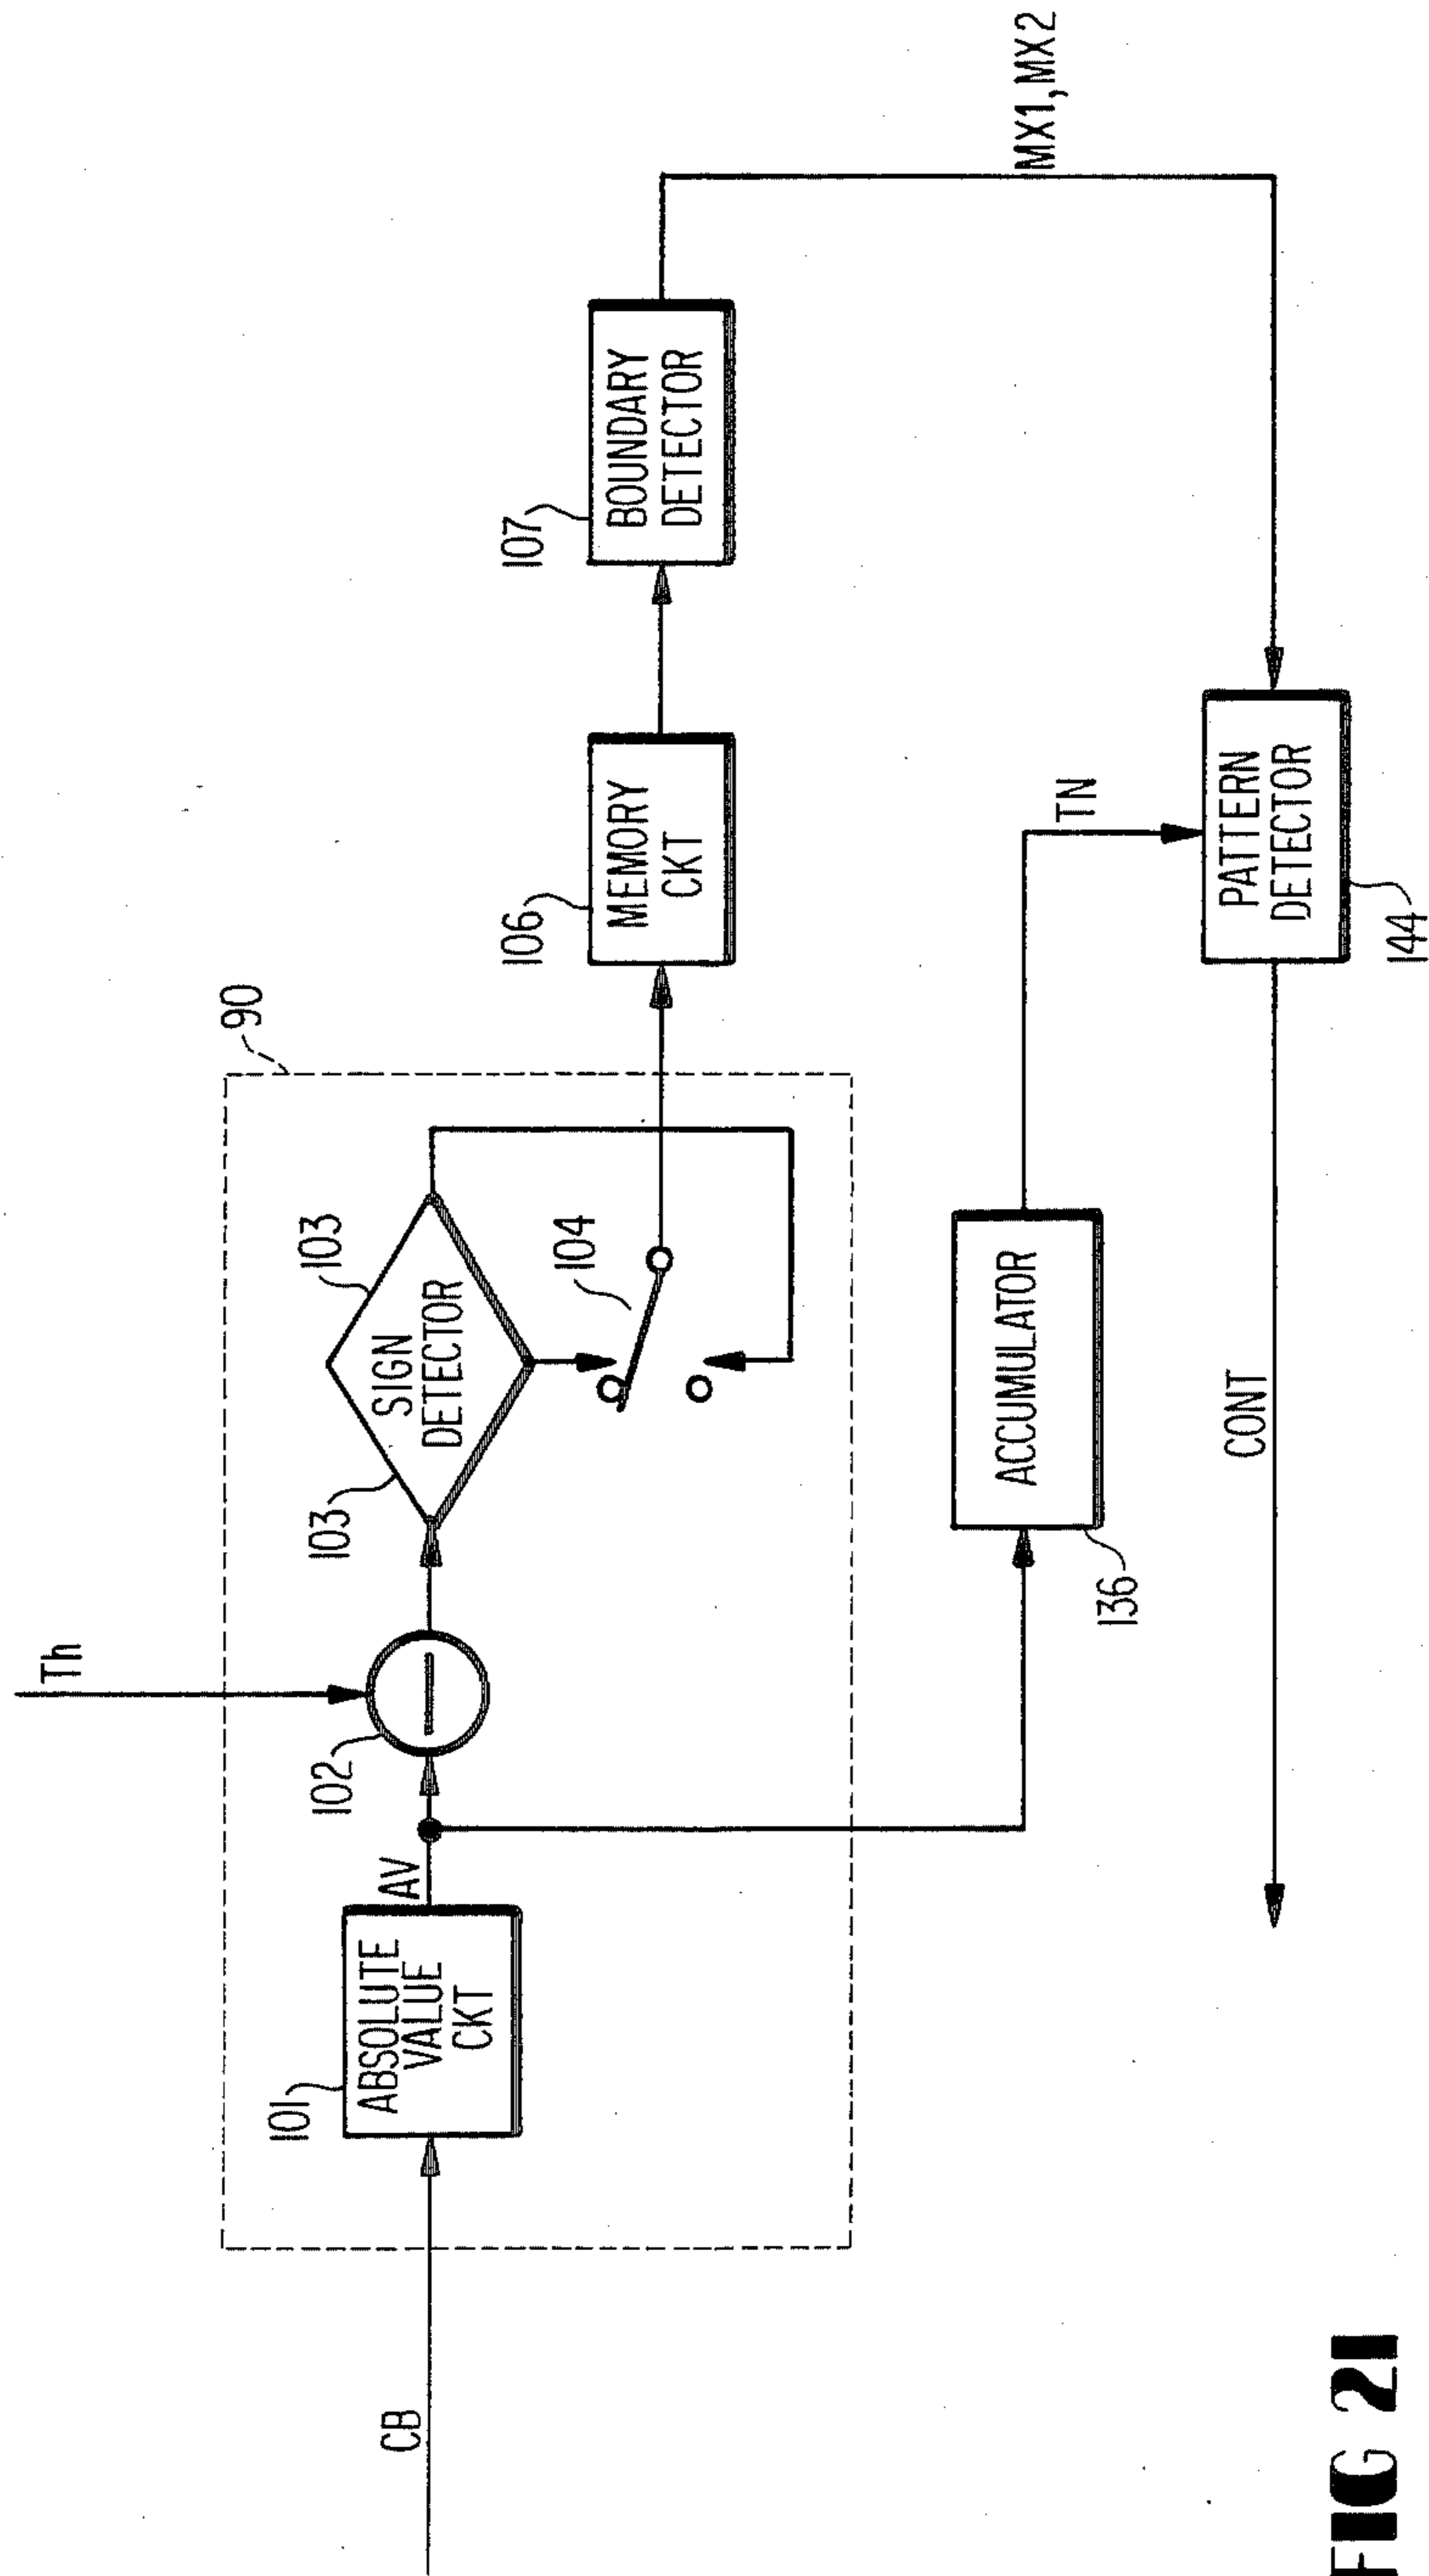 Th
90
CB
101
ABSOLUTE
VALUE
CKT
AV
102
103
SIGN
DETECTOR
103
104
106
MEMORY
CKT
107
BOUNDARY
DETECTOR
MX1,MX2
136
ACCUMULATOR
TN
PATTERN
DETECTOR
144
CONT
FIG 21